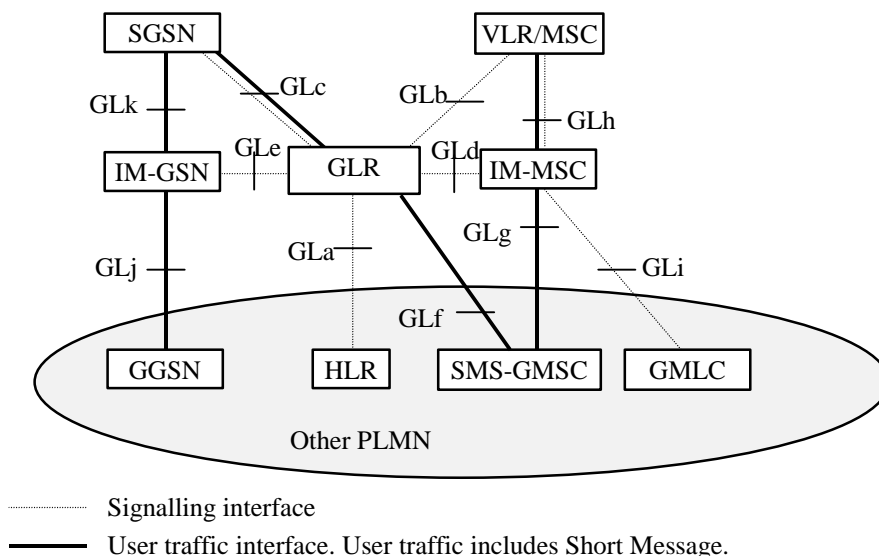 SGSN
VLR/MSC
GLc
GLb
GLk
GLh
GLe
GLd
IM-GSN
GLR
IM-MSC
GLg
GLa
GLj
GLi
GLf
GGSN
HLR
SMS-GMSC
GMLC
Other PLMN
Signalling interface
User traffic interface. User traffic includes Short Message.